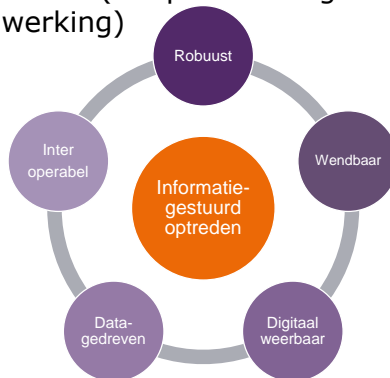 werking)
Robuust
Wendbaar
Digitaal
weerbaar
Data-
gedreven
Inter
operabel
Informatie-
gestuurd
optreden